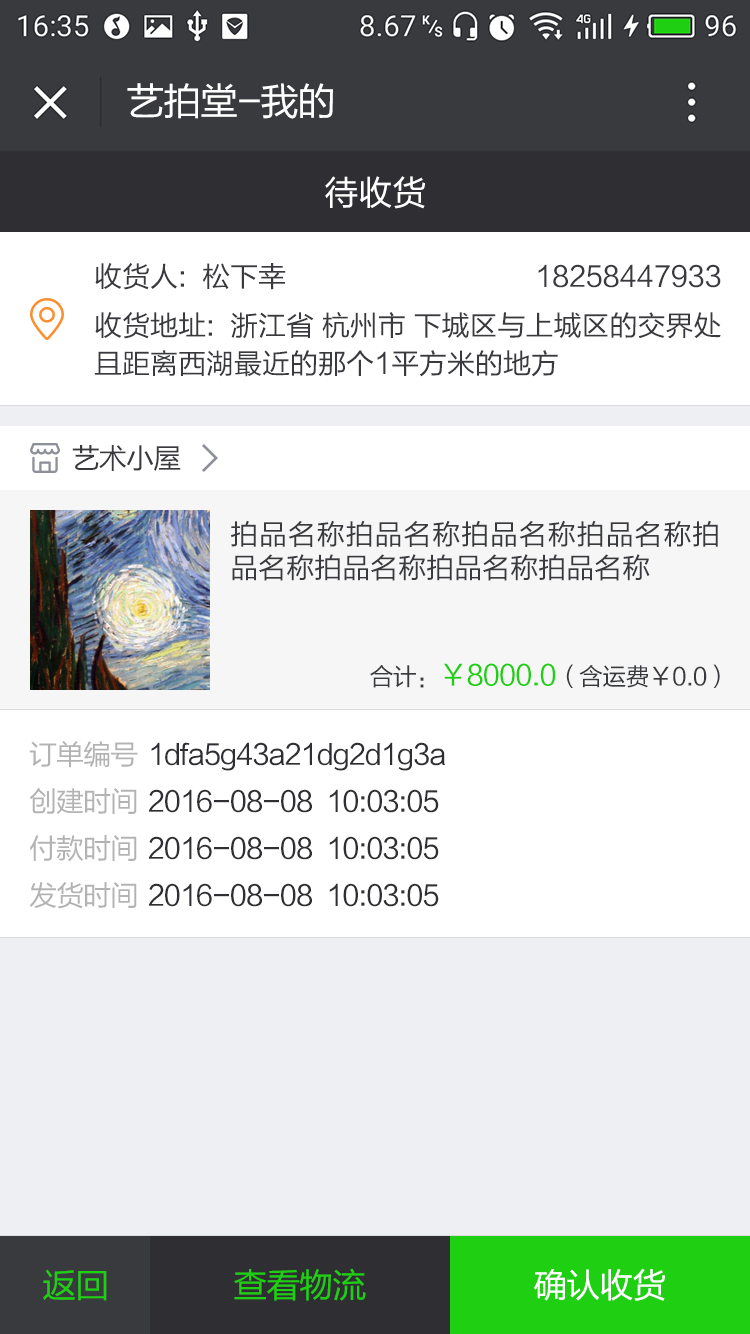 16:35 8.67 K/s 4G 96
艺拍堂-我的
待收货
收货人：松下幸 18258447933
收货地址：浙江省 杭州市 下城区与上城区的交界处
且距离西湖最近的那个1平方米的地方
艺术小屋
拍品名称拍品名称拍品名称拍品名称拍
品名称拍品名称拍品名称拍品名称
合计：￥8000.0（含运费￥0.0）
订单编号 1dfa5g43a21dg2d1g3a
创建时间 2016-08-08 10:03:05
付款时间 2016-08-08 10:03:05
发货时间 2016-08-08 10:03:05
返回 查看物流 确认收货